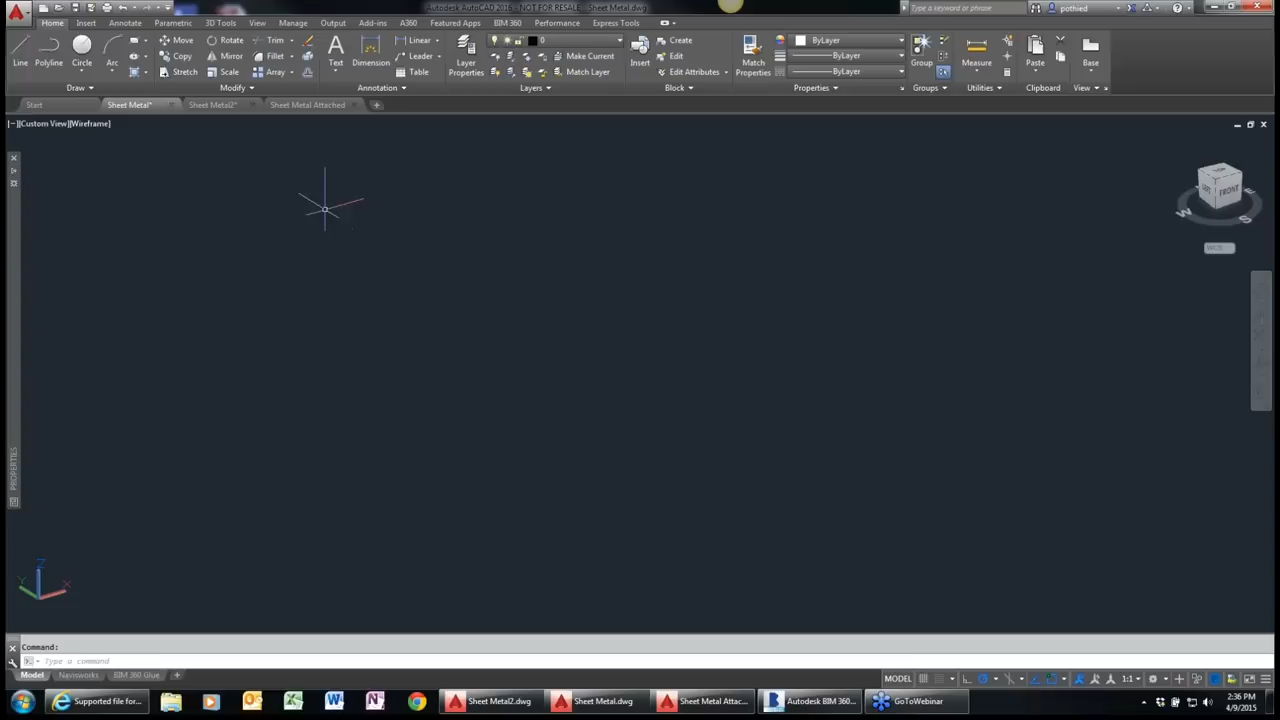 Autodesk AutoCAD 2016 - NOT FOR RESALE Sheet Metal.dwg
Type a keyword or phrase
pothied
Home Insert Annotate Parametric 3D Tools View Manage Output Add-ins A360 Featured Apps BIM 360 Performance Express Tools
Line Polyline Circle Arc
Move Rotate Trim
Copy Mirror Fillet
Stretch Scale Array
Text Dimension
Linear
Leader
Table
Layer Properties
0
Make Current
Match Layer
Insert
Create
Edit
Edit Attributes
Match Properties
ByLayer
ByLayer
ByLayer
Group Measure Paste Base
Draw Modify Annotation Layers Block Properties Groups Utilities Clipboard View
Start Sheet Metal* Sheet Metal2* Sheet Metal Attached
[−][Custom View][Wireframe]
TOP
LEFT
FRONT
W
S
E
WCS
PROPERTIES
Z
Y
X
Command:
Type a command
Model Navisworks BIM 360 Glue
MODEL
1:1
Supported file for...
Sheet Metal2.dwg
Sheet Metal.dwg
Sheet Metal Attac...
Autodesk BIM 360...
GoToWebinar
2:36 PM
4/9/2015